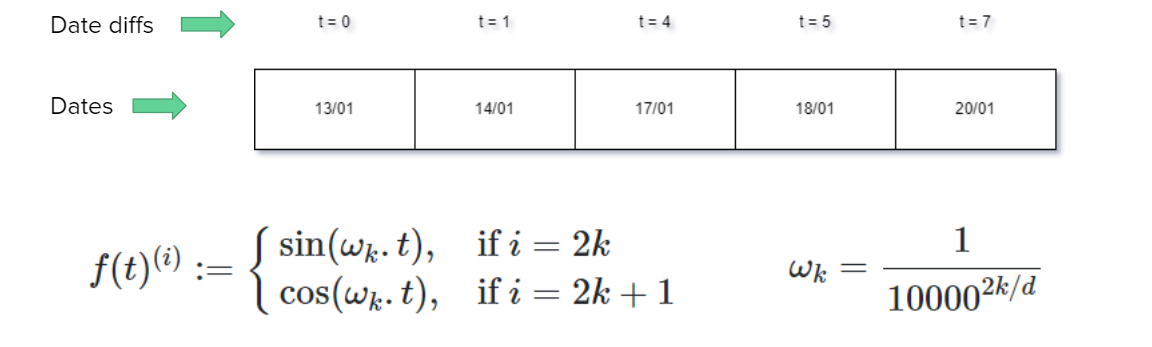 Date diffs t = 0 t = 1 t = 4 t = 5 t = 7
Dates 13/01 14/01 17/01 18/01 20/01
f(t)^{(i)} := { sin(ω_k. t), if i = 2k
cos(ω_k. t), if i = 2k + 1
ω_k = 1 / 10000^{2k/d}